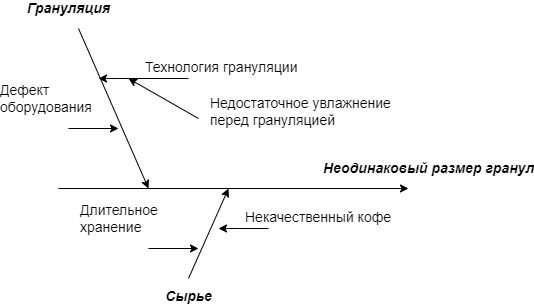 Грануляция
Технология грануляции
Дефект
оборудования
Недостаточное увлажнение
перед грануляцией
Неодинаковый размер гранул
Длительное
хранение
Некачественный кофе
Сырье